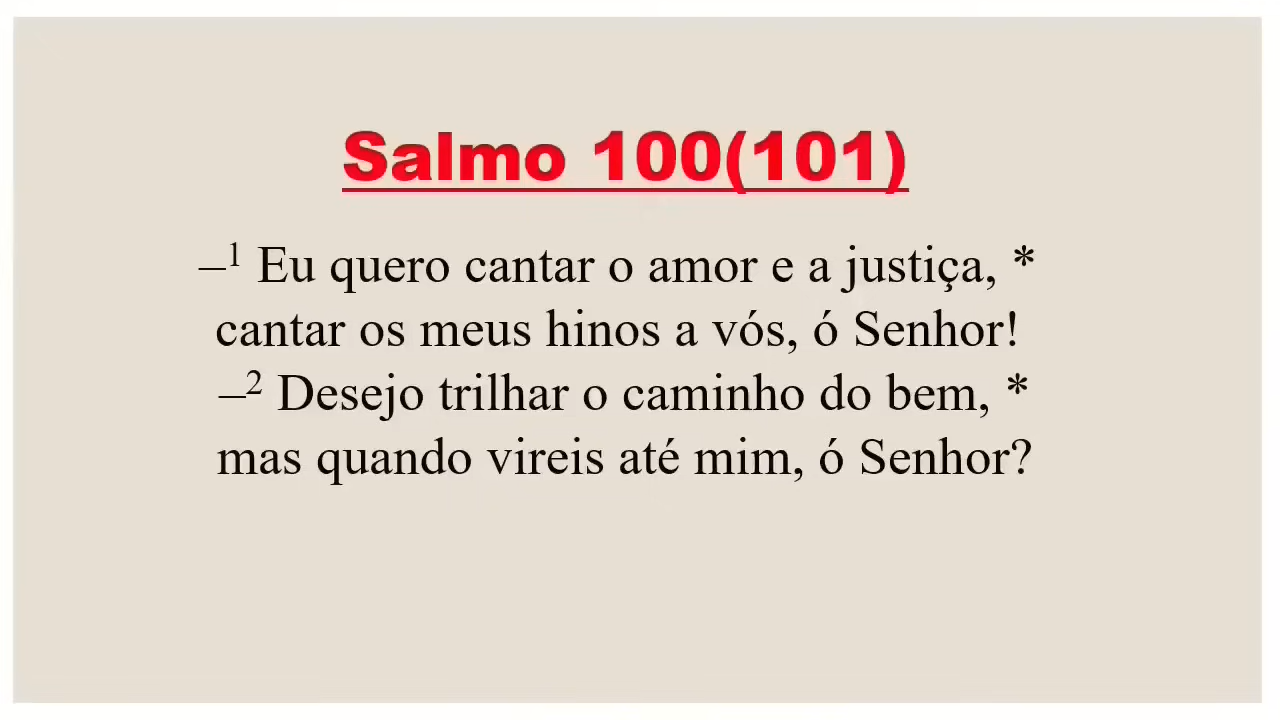 Salmo 100(101)
–¹ Eu quero cantar o amor e a justiça, *
cantar os meus hinos a vós, ó Senhor!
–² Desejo trilhar o caminho do bem, *
mas quando vireis até mim, ó Senhor?